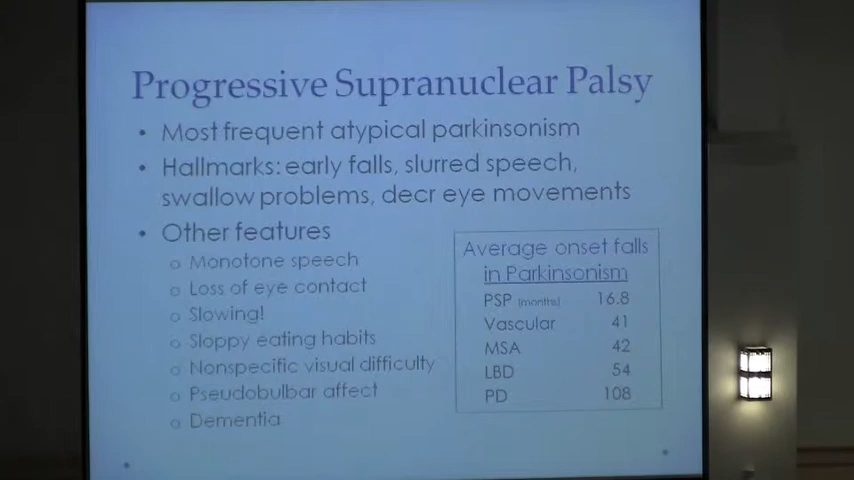 Progressive Supranuclear Palsy
• Most frequent atypical parkinsonism
• Hallmarks: early falls, slurred speech,
swallow problems, decr eye movements
• Other features
o Monotone speech
o Loss of eye contact
o Slowing!
o Sloppy eating habits
o Nonspecific visual difficulty
o Pseudobulbar affect
o Dementia
Average onset falls
in Parkinsonism
PSP (months) 16.8
Vascular 41
MSA 42
LBD 54
PD 108